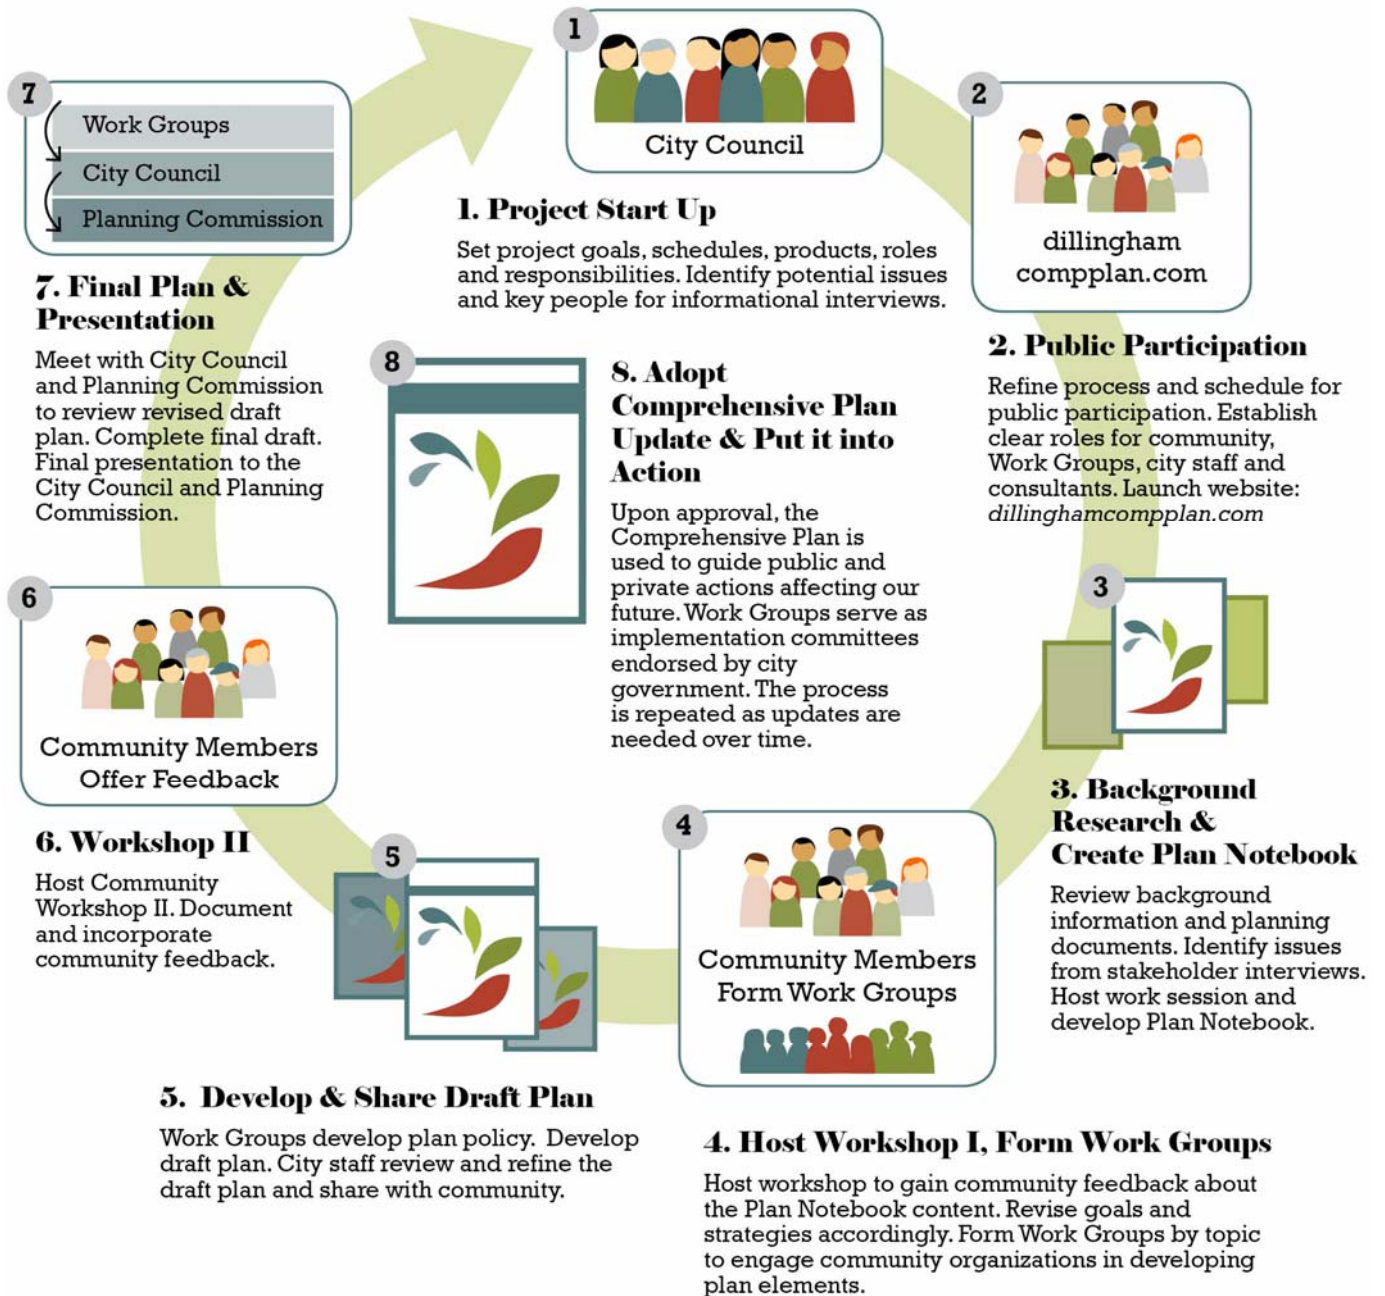 1
City Council
1. Project Start Up
Set project goals, schedules, products, roles
and responsibilities. Identify potential issues
and key people for informational interviews.
2
dillingham
compplan.com
2. Public Participation
Refine process and schedule for
public participation. Establish
clear roles for community,
Work Groups, city staff and
consultants. Launch website:
dillinghamcompplan.com
3
3. Background
Research &
Create Plan Notebook
Review background
information and planning
documents. Identify issues
from stakeholder interviews.
Host work session and
develop Plan Notebook.
4
Community Members
Form Work Groups
4. Host Workshop I, Form Work Groups
Host workshop to gain community feedback about
the Plan Notebook content. Revise goals and
strategies accordingly. Form Work Groups by topic
to engage community organizations in developing
plan elements.
5
5. Develop & Share Draft Plan
Work Groups develop plan policy. Develop
draft plan. City staff review and refine the
draft plan and share with community.
6
Community Members
Offer Feedback
6. Workshop II
Host Community
Workshop II. Document
and incorporate
community feedback.
7
Work Groups
City Council
Planning Commission
7. Final Plan &
Presentation
Meet with City Council
and Planning Commission
to review revised draft
plan. Complete final draft.
Final presentation to the
City Council and Planning
Commission.
8
8. Adopt
Comprehensive Plan
Update & Put it into
Action
Upon approval, the
Comprehensive Plan is
used to guide public and
private actions affecting our
future. Work Groups serve as
implementation committees
endorsed by city
government. The process
is repeated as updates are
needed over time.